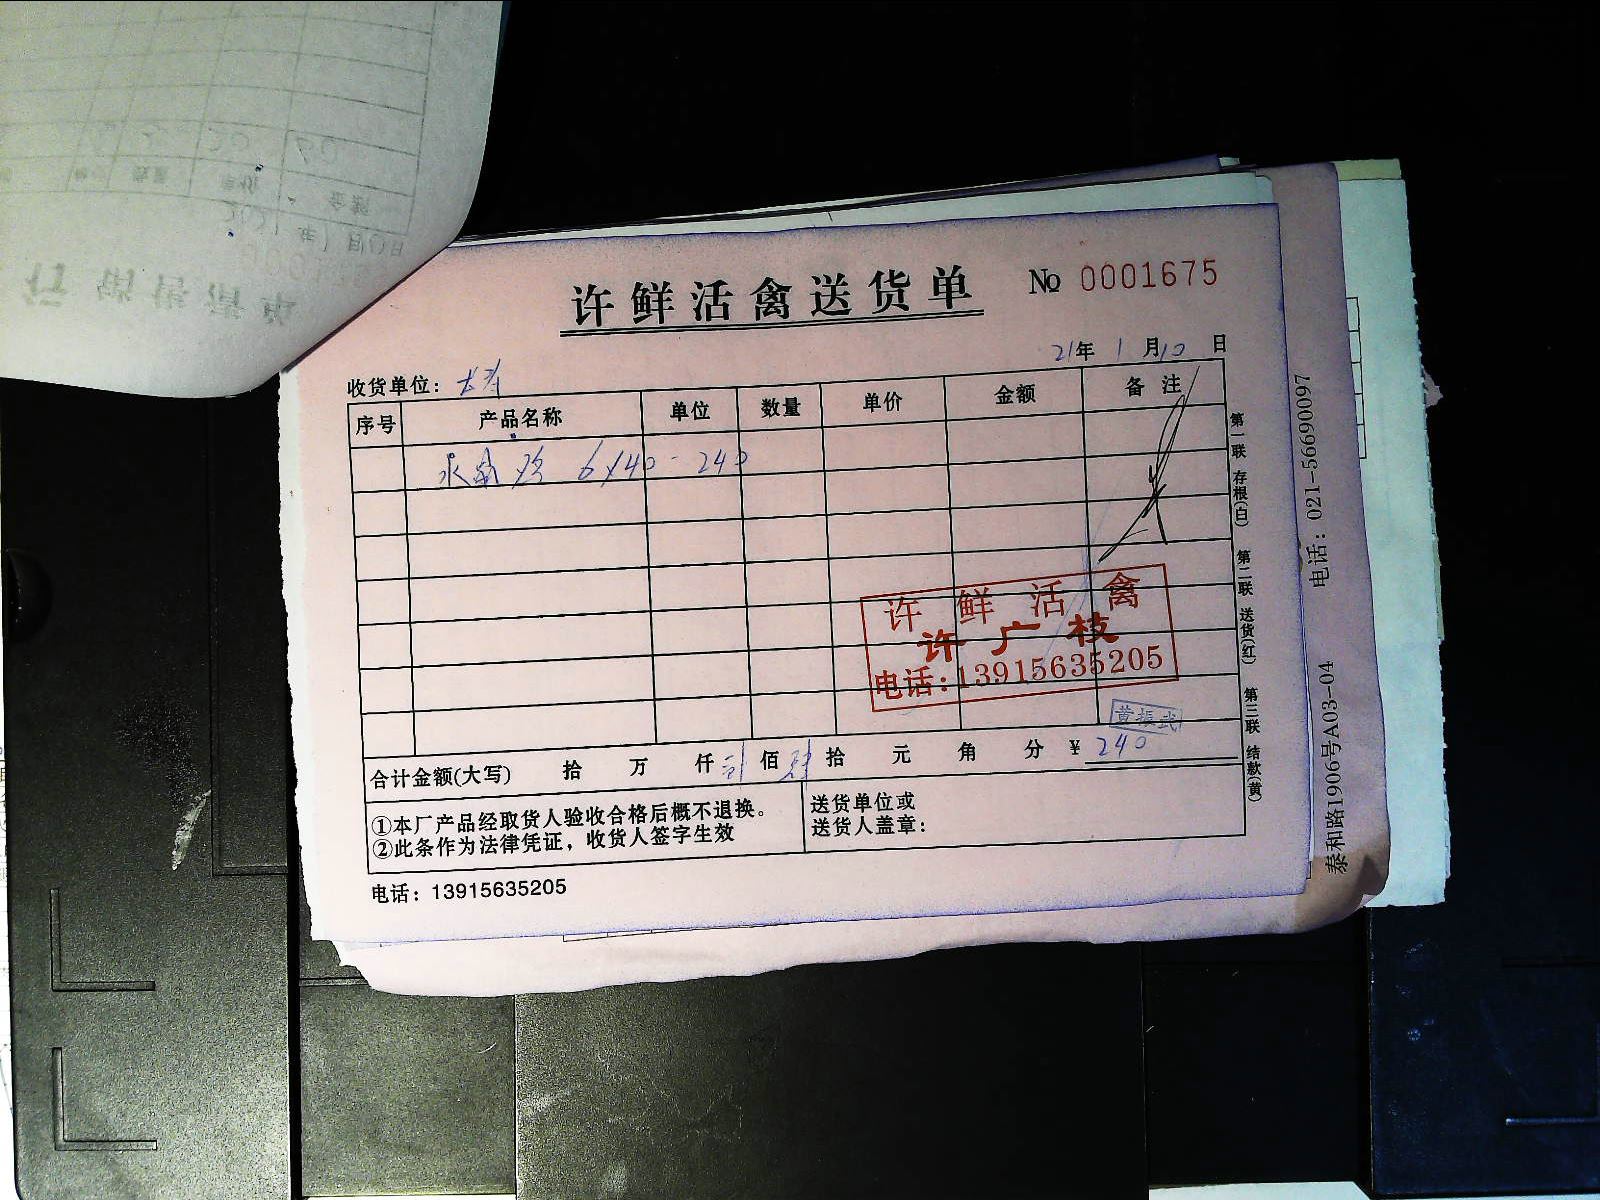 许鲜活禽送货单 № 0001675
21年 1 月10 日
收货单位：长寿
序号 产品名称 单位 数量 单价 金额 备注
6×40=240
许鲜活禽
许广枝
电话:13915635205
黄振武
合计金额(大写) 拾 万 仟 贰 佰 肆 拾 元 角 分 ¥ 240
①本厂产品经取货人验收合格后概不退换。
②此条作为法律凭证，收货人签字生效
送货单位或
送货人盖章：
电话：13915635205
第一联 存根(白) 第二联 送货(红) 第三联 结款(黄)
泰和路1906号A03-04 电话：021-56690097